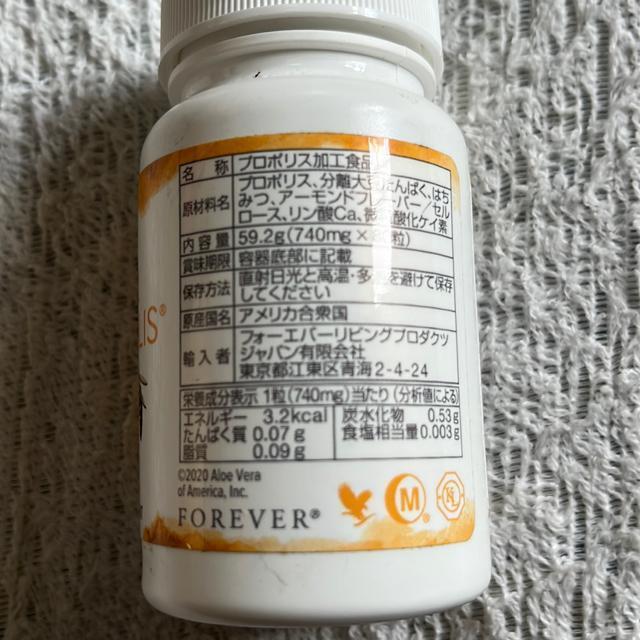 LIS®
名 称 プロポリス加工食品
原材料名 プロポリス、分離大豆たんぱく、はち
みつ、アーモンドフレーバー、セル
ロース、リン酸Ca、微 酸化ケイ素
内 容 量 59.2g(740mg× 粒)
賞味期限 容器底部に記載
保存方法 直射日光と高温・多 を避けて保存
してください
原産国名 アメリカ合衆国
輸 入 者 フォーエバーリビングプロダクツ
ジャパン有限会社
東京都江東区青海2-4-24
栄養成分表示 1粒(740mg)当たり (分析値による)
エネルギー 3.2kcal 炭水化物 0.53g
たんぱく質 0.07 g 食塩相当量 0.003g
脂質 0.09 g
©2020 Aloe Vera
of America, Inc.
FOREVER®
M®